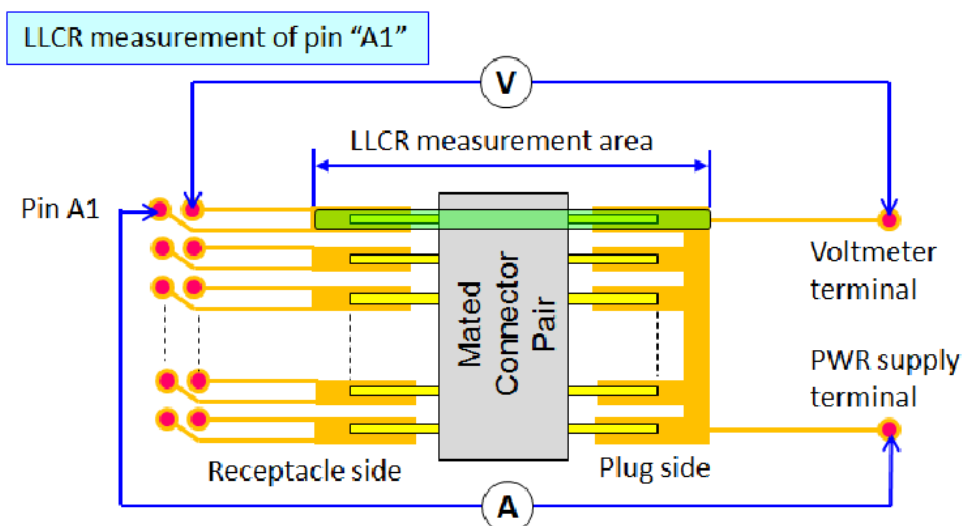 LLCR measurement of pin “A1”
V
LLCR measurement area
Pin A1
Mated
Connector
Pair
Voltmeter
terminal
PWR supply
terminal
Receptacle side
Plug side
A